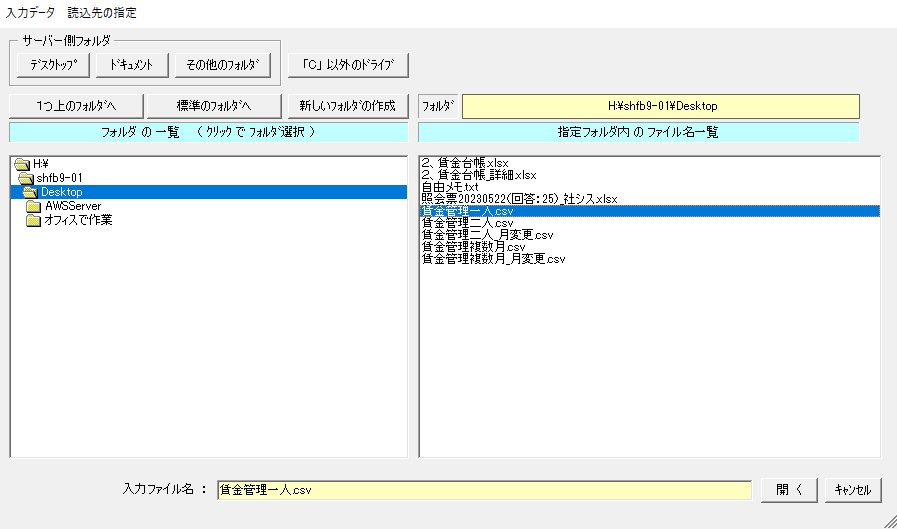 入力データ　読込先の指定
サーバー側フォルダ
ﾃﾞｽｸﾄｯﾌﾟ　ﾄﾞｷｭﾒﾝﾄ　その他のﾌｫﾙﾀﾞ　「C」以外のﾄﾞﾗｲﾌﾞ
1つ上のﾌｫﾙﾀﾞへ　標準のﾌｫﾙﾀﾞへ　新しいﾌｫﾙﾀﾞの作成　ﾌｫﾙﾀﾞ　H:¥shfb9-01¥Desktop
フォルダ の 一覧　（ ｸﾘｯｸ で ﾌｫﾙﾀﾞ選択 ）　指定フォルダ内 の ファイル名一覧
H:¥
shfb9-01
Desktop
AWSServer
オフィスで作業
2、賃金台帳.xlsx
2、賃金台帳_詳細.xlsx
自由メモ.txt
照会票20230522(回答：25)_社シス.xlsx
賃金管理一人.csv
賃金管理二人.csv
賃金管理二人_月変更.csv
賃金管理複数月.csv
賃金管理複数月_月変更.csv
入力ファイル名 ：　賃金管理一人.csv　開 く　ｷｬﾝｾﾙ